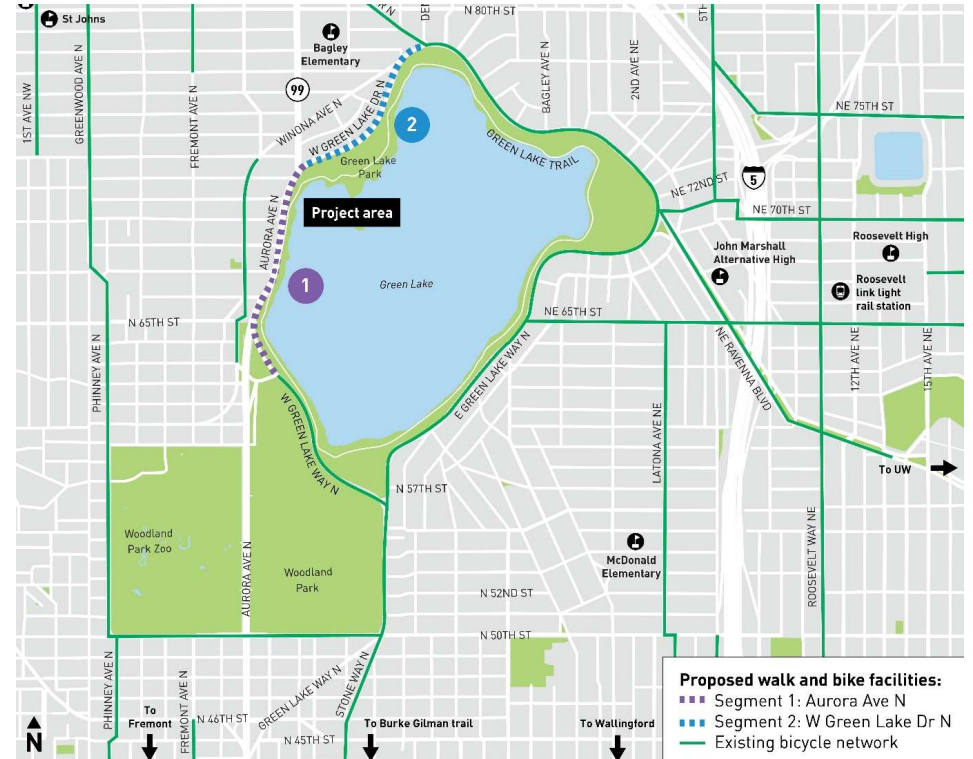 St Johns
1ST AVE NW
GREENWOOD AVE N
FREMONT AVE N
Bagley
Elementary
99
WINONA AVE N
W GREEN LAKE DR N
N 80TH ST
5TH
BAGLEY AVE N
2ND AVE NE
NE 75TH ST
2
GREEN LAKE TRAIL
Green Lake
Park
NE 72ND ST
5
NE 70TH ST
Project area
AURORA AVE N
John Marshall
Alternative High
Roosevelt High
Roosevelt
link light
rail station
1
Green Lake
N 65TH ST
NE 65TH ST
PHINNEY AVE N
E GREEN LAKE WAY N
NE RAVENNA BLVD
12TH AVE NE
15TH AVE NE
W GREEN LAKE WAY N
LATONA AVE NE
To UW
N 57TH ST
Woodland
Park Zoo
AURORA AVE N
Woodland
Park
McDonald
Elementary
ROOSEVELT WAY NE
N 52ND ST
N 50TH ST
PHINNEY AVE N
FREMONT AVE N
GREEN LAKE WAY N
STONE WAY N
To
Fremont
N 46TH ST
N 45TH ST
To Burke Gilman trail
To Wallingford
N
Proposed walk and bike facilities:
Segment 1: Aurora Ave N
Segment 2: W Green Lake Dr N
Existing bicycle network